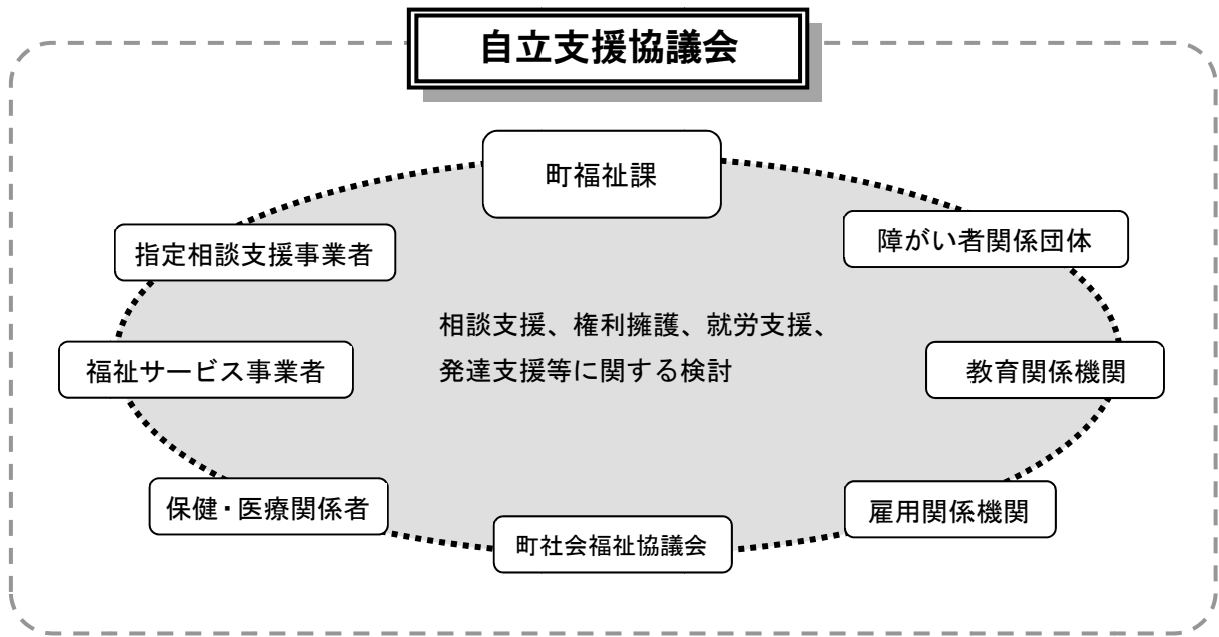 自立支援協議会
町福祉課
指定相談支援事業者
障がい者関係団体
相談支援、権利擁護、就労支援、
発達支援等に関する検討
福祉サービス事業者
教育関係機関
保健・医療関係者
雇用関係機関
町社会福祉協議会